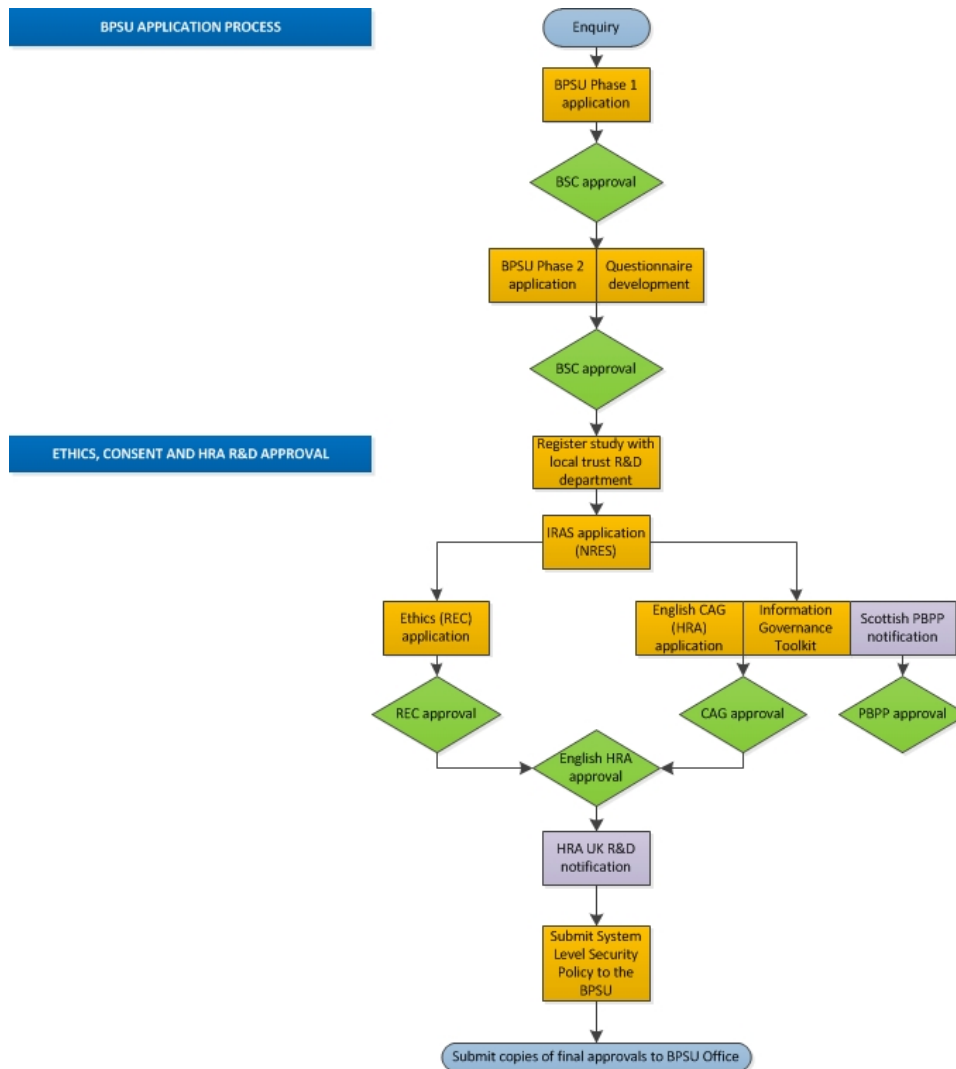 BPSU APPLICATION PROCESS
Enquiry
BPSU Phase 1
application
BSC approval
BPSU Phase 2
application
Questionnaire
development
BSC approval
ETHICS, CONSENT AND HRA R&D APPROVAL
Register study with
local trust R&D
department
IRAS application
(NRES)
Ethics (REC)
application
English CAG
(HRA)
application
Information
Governance
Toolkit
Scottish PBPP
notification
REC approval
CAG approval
PBPP approval
English HRA
approval
HRA UK R&D
notification
Submit System
Level Security
Policy to the
BPSU
Submit copies of final approvals to BPSU Office